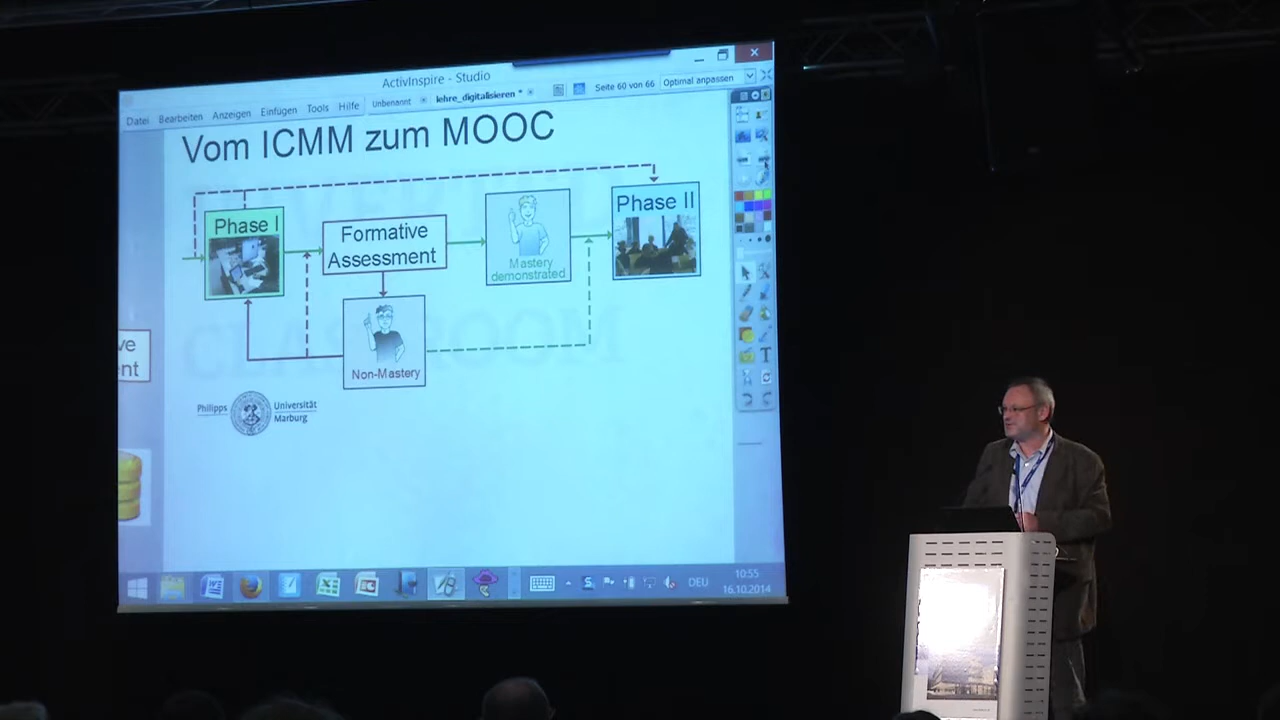 ActivInspire - Studio
Datei Bearbeiten Anzeigen Einfügen Tools Hilfe Unbenannt lehre_digitalisieren * Seite 60 von 66 Optimal anpassen
Vom ICMM zum MOOC
Phase I
Formative
Assessment
Mastery
demonstrated
Phase II
Non-Mastery
ve
nt
Philipps Universität
Marburg
DEU
10:55
16.10.2014